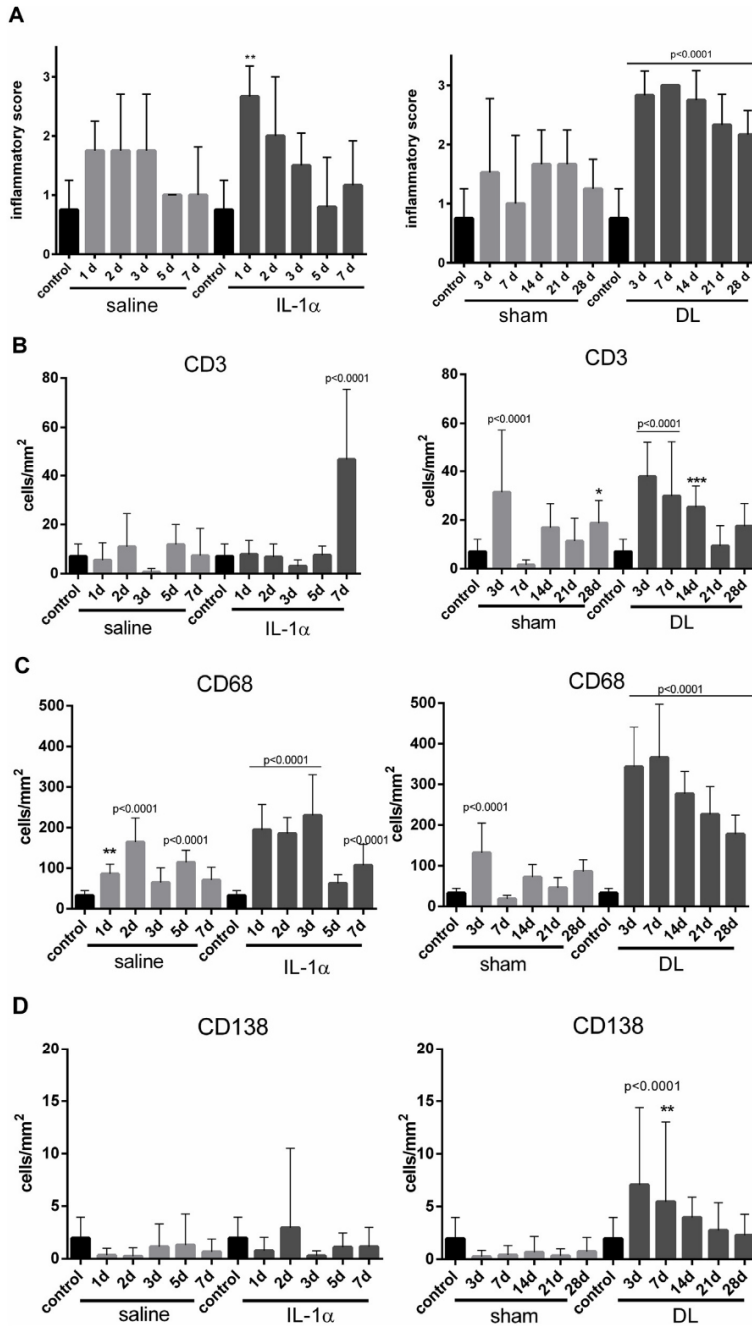 A
inflammatory score
3
2
1
0
**
control
1 d
2 d
3 d
5 d
7 d
control
1 d
2 d
3 d
5 d
7 d
saline
IL-1α
inflammatory score
3
2
1
0
p<0.0001
control
3 d
7 d
14 d
21 d
28 d
control
3 d
7 d
14 d
21 d
28 d
sham
DL
B
CD3
cells/mm²
80
60
40
20
0
p<0.0001
control
1d
2d
3d
5d
7d
control
1d
2d
3d
5d
7d
saline
IL-1α
CD3
cells/mm²
80
60
40
20
0
p<0.0001
*
p<0.0001
***
control
3d
7d
14d
21d
28d
control
3d
7d
14d
21d
28d
sham
DL
C
CD68
cells/mm²
500
400
300
200
100
0
**
p<0.0001
p<0.0001
p<0.0001
p<0.0001
control
1d
2d
3d
5d
7d
control
1d
2d
3d
5d
7d
saline
IL-1α
CD68
cells/mm²
500
400
300
200
100
0
p<0.0001
p<0.0001
control
3d
7d
14d
21d
28d
control
3d
7d
14d
21d
28d
sham
DL
D
CD138
cells/mm²
20
15
10
5
0
control
1d
2d
3d
5d
7d
control
1d
2d
3d
5d
7d
saline
IL-1α
CD138
cells/mm²
20
15
10
5
0
p<0.0001
**
control
3d
7d
14d
21d
28d
control
3d
7d
14d
21d
28d
sham
DL